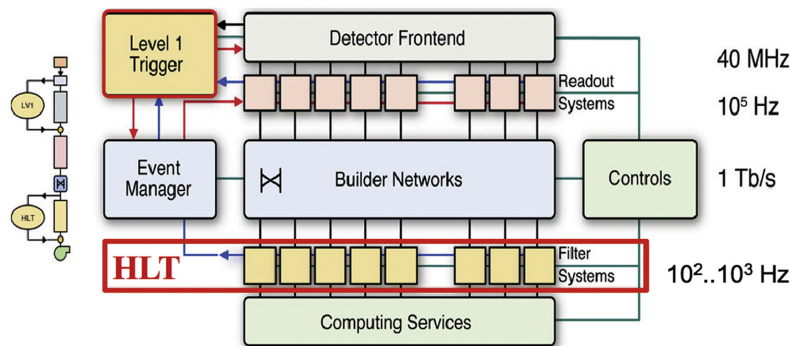 Level 1
Trigger
Detector Frontend
40 MHz
Readout
Systems
10⁵ Hz
LV1
Event
Manager
Builder Networks
Controls
1 Tb/s
HLT
HLT
Filter
Systems
10²..10³ Hz
Computing Services